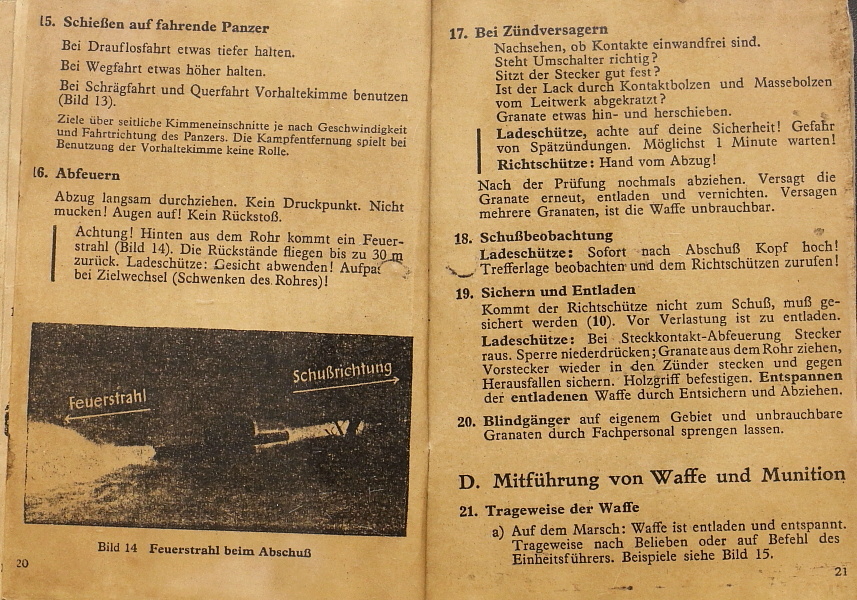 15. Schießen auf fahrende Panzer
Bei Drauflosfahrt etwas tiefer halten.
Bei Wegfahrt etwas höher halten.
Bei Schrägfahrt und Querfahrt Vorhaltekimme benutzen
(Bild 13).
Ziele über seitliche Kimmeneinschnitte je nach Geschwindigkeit
und Fahrtrichtung des Panzers. Die Kampfentfernung spielt bei
Benutzung der Vorhaltekimme keine Rolle.
16. Abfeuern
Abzug langsam durchziehen. Kein Druckpunkt. Nicht
mucken! Augen auf! Kein Rückstoß.
Achtung! Hinten aus dem Rohr kommt ein Feuer-
strahl (Bild 14). Die Rückstände fliegen bis zu 30 m
zurück. Ladeschütze: Gesicht abwenden! Aufpas
bei Zielwechsel (Schwenken des Rohres)!
Feuerstrahl
Schußrichtung
Bild 14 Feuerstrahl beim Abschuß
20
17. Bei Zündversagern
Nachsehen, ob Kontakte einwandfrei sind.
Steht Umschalter richtig?
Sitzt der Stecker gut fest?
Ist der Lack durch Kontaktbolzen und Massebolzen
vom Leitwerk abgekratzt?
Granate etwas hin- und herschieben.
Ladeschütze, achte auf deine Sicherheit! Gefahr
von Spätzündungen. Möglichst 1 Minute warten!
Richtschütze: Hand vom Abzug!
Nach der Prüfung nochmals abziehen. Versagt die
Granate erneut, entladen und vernichten. Versagen
mehrere Granaten, ist die Waffe unbrauchbar.
18. Schußbeobachtung
Ladeschütze: Sofort nach Abschuß Kopf hoch!
Trefferlage beobachten und dem Richtschützen zurufen!
19. Sichern und Entladen
Kommt der Richtschütze nicht zum Schuß, muß ge-
sichert werden (10). Vor Verlastung ist zu entladen.
Ladeschütze: Bei Steckkontakt-Abfeuerung Stecker
raus. Sperre niederdrücken; Granate aus dem Rohr ziehen,
Vorstecker wieder in den Zünder stecken und gegen
Herausfallen sichern. Holzgriff befestigen. Entspannen
der entladenen Waffe durch Entsichern und Abziehen.
20. Blindgänger auf eigenem Gebiet und unbrauchbare
Granaten durch Fachpersonal sprengen lassen.
D. Mitführung von Waffe und Munition
21. Trageweise der Waffe
a) Auf dem Marsch: Waffe ist entladen und entspannt.
Trageweise nach Belieben oder auf Befehl des
Einheitsführers. Beispiele siehe Bild 15.
21